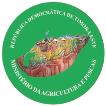 REPÚBLICA DEMOCRÁTICA DE TIMOR LESTE
MINISTÉRIO DA AGRICULTURA E PESCAS